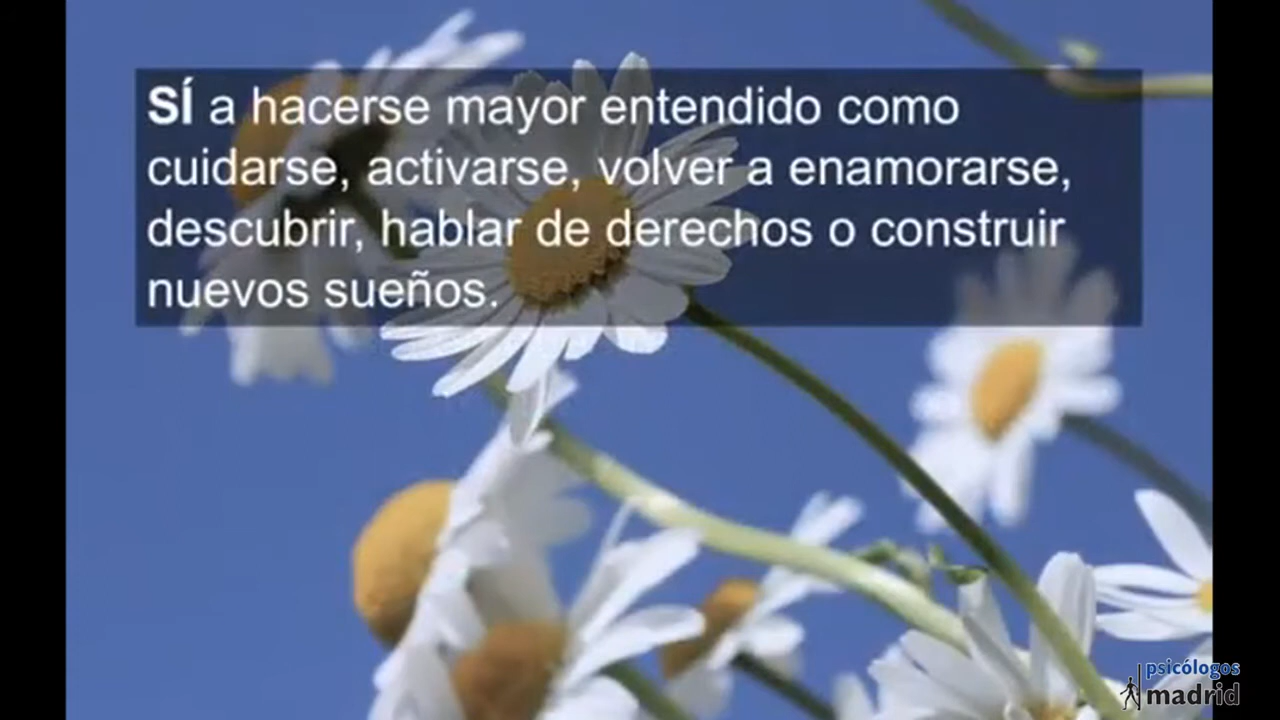 SÍ a hacerse mayor entendido como
cuidarse, activarse, volver a enamorarse,
descubrir, hablar de derechos o construir
nuevos sueños.
psicólogos
madrid